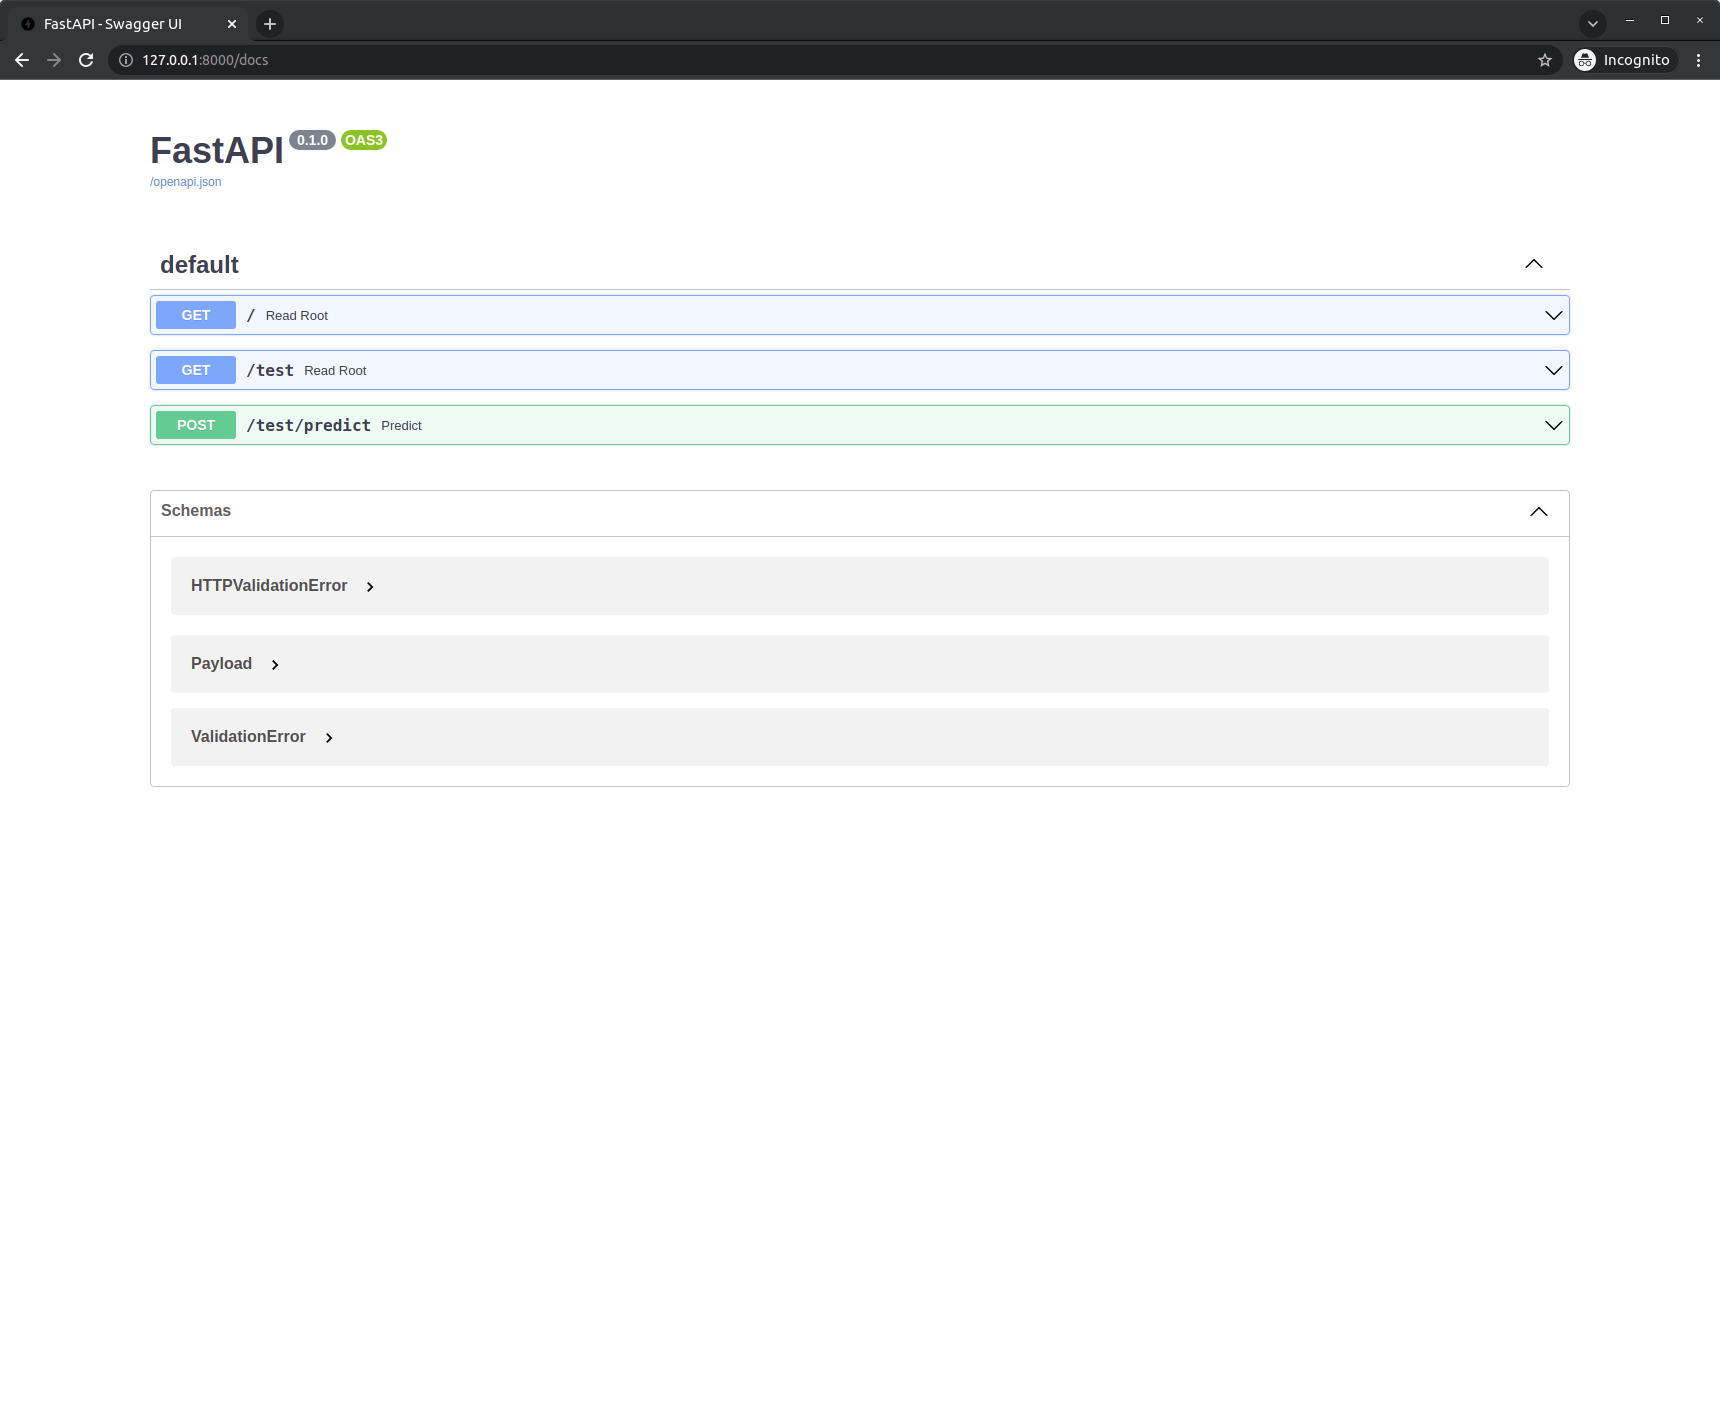 FastAPI - Swagger UI
127.0.0.1:8000/docs
Incognito
FastAPI 0.1.0 OAS3
/openapi.json
default
GET / Read Root
GET /test Read Root
POST /test/predict Predict
Schemas
HTTPValidationError
Payload
ValidationError